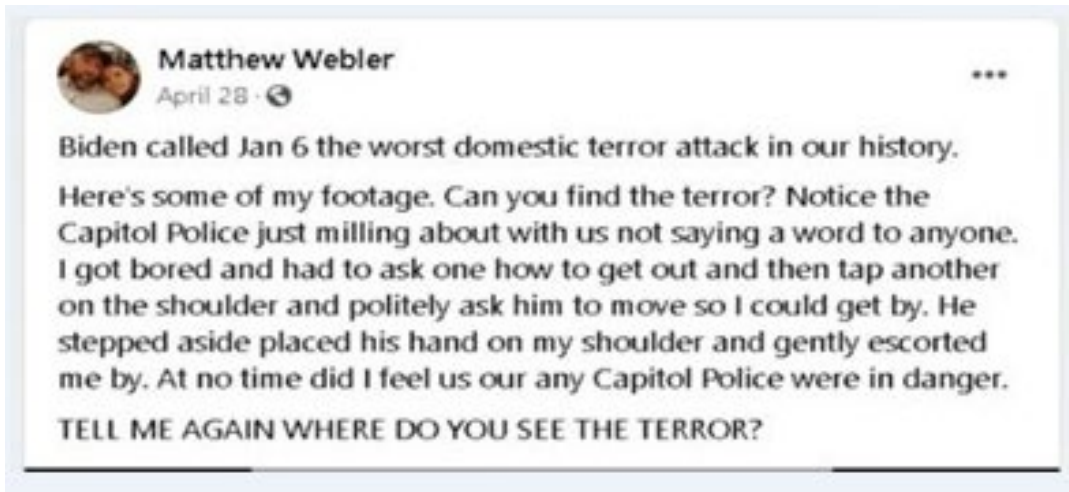 Matthew Webler
April 28 ·
Biden called Jan 6 the worst domestic terror attack in our history.
Here's some of my footage. Can you find the terror? Notice the
Capitol Police just milling about with us not saying a word to anyone.
I got bored and had to ask one how to get out and then tap another
on the shoulder and politely ask him to move so I could get by. He
stepped aside placed his hand on my shoulder and gently escorted
me by. At no time did I feel us our any Capitol Police were in danger.
TELL ME AGAIN WHERE DO YOU SEE THE TERROR?